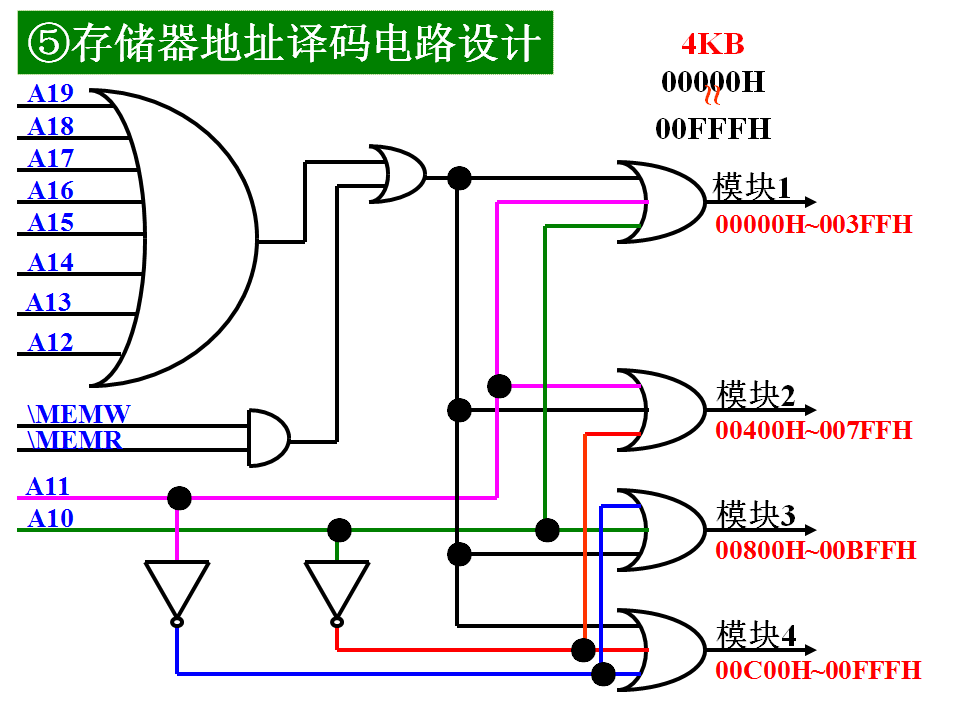 ⑤存储器地址译码电路设计
4KB
00000H
≈
00FFFH
A19
A18
A17
A16
A15
A14
A13
A12
\MEMW
\MEMR
A11
A10
模块1
00000H~003FFH
模块2
00400H~007FFH
模块3
00800H~00BFFH
模块4
00C00H~00FFFH